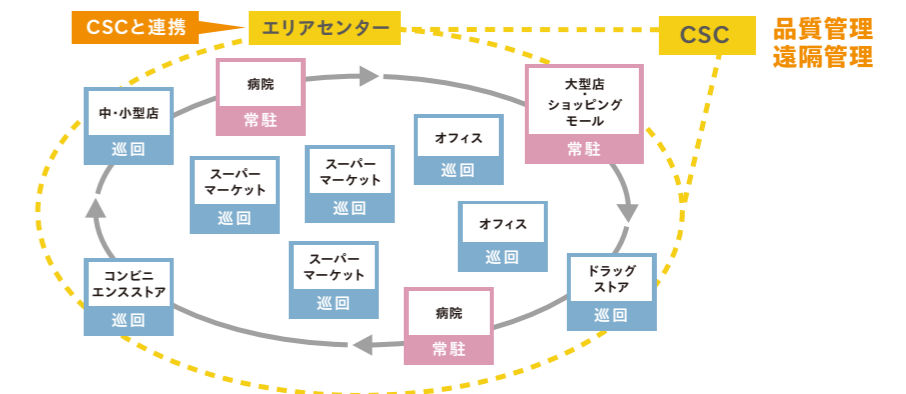 CSCと連携
エリアセンター
CSC
品質管理
遠隔管理
病院
常駐
大型店
・
ショッピング
モール
常駐
中・小型店
巡回
オフィス
巡回
スーパー
マーケット
巡回
スーパー
マーケット
巡回
オフィス
巡回
スーパー
マーケット
巡回
コンビニ
エンスストア
巡回
ドラッグ
ストア
巡回
病院
常駐